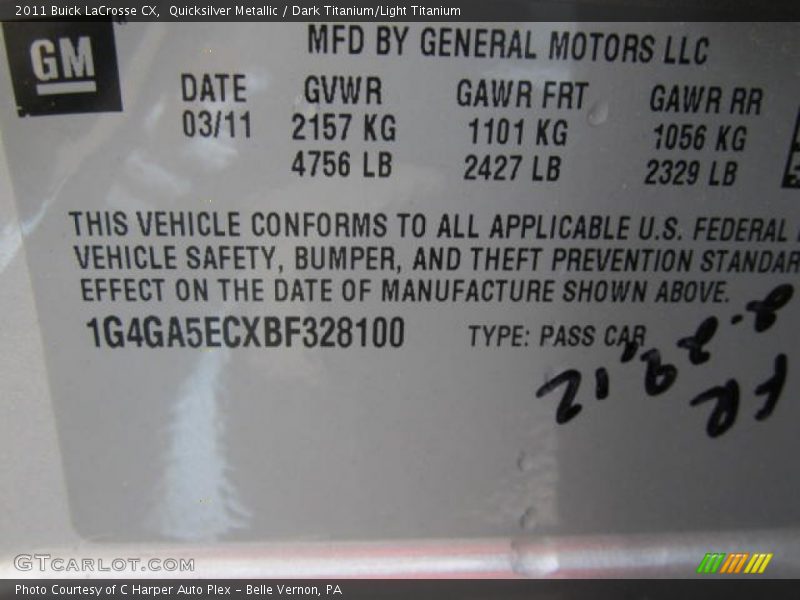 2011 Buick LaCrosse CX, Quicksilver Metallic / Dark Titanium/Light Titanium
GM
MFD BY GENERAL MOTORS LLC
DATE GVWR GAWR FRT GAWR RR
03/11 2157 KG 1101 KG 1056 KG
4756 LB 2427 LB 2329 LB
THIS VEHICLE CONFORMS TO ALL APPLICABLE U.S. FEDERAL
VEHICLE SAFETY, BUMPER, AND THEFT PREVENTION STANDAR
EFFECT ON THE DATE OF MANUFACTURE SHOWN ABOVE.
1G4GA5ECXBF328100 TYPE: PASS CAR
GTCARLOT.COM
Photo Courtesy of C Harper Auto Plex - Belle Vernon, PA